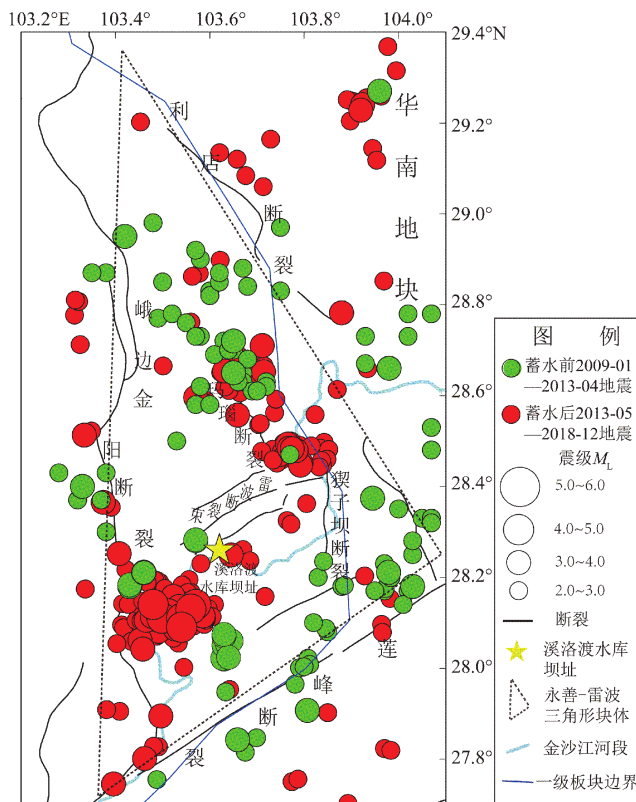 103.2°E 103.4° 103.6° 103.8° 104.0°
29.4°N
29.2°
29.0°
28.8°
28.6°
28.4°
28.2°
28.0°
27.8°
华南地块
利店断裂
峨边金阳断裂
马
瑙
断
裂
雷波断裂束
猰子坝断裂
溪洛渡
水库坝址
莲峰断裂
图 例
蓄水前2009-01
—2013-04地震
蓄水后2013-05
—2018-12地震
震级ML
5.0~6.0
4.0~5.0
3.0~4.0
2.0~3.0
断裂
溪洛渡水库
坝址
永善-雷波
三角形块体
金沙江河段
一级板块边界